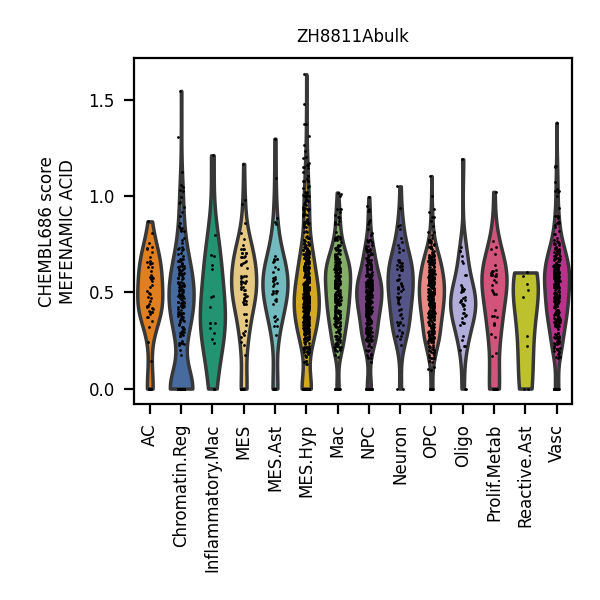 ZH8811Abulk
CHEMBL686 score
MEFENAMIC ACID
1.5
1.0
0.5
0.0
AC
Chromatin.Reg
Inflammatory.Mac
MES
MES.Ast
MES.Hyp
Mac
NPC
Neuron
OPC
Oligo
Prolif.Metab
Reactive.Ast
Vasc